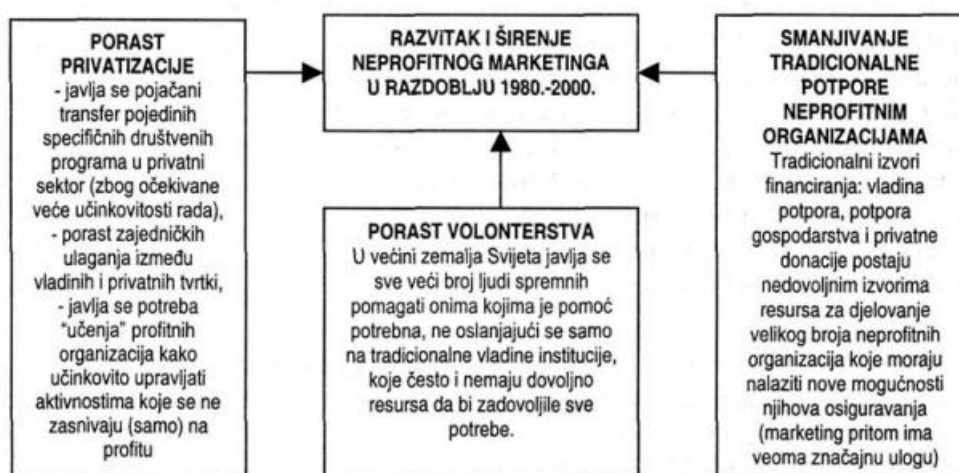 PORAST
PRIVATIZACIJE
- javlja se pojačani
transfer pojedinih
specifičnih društvenih
programa u privatni
sektor (zbog očekivane
veće učinkovitosti rada),
- porast zajedničkih
ulaganja između
vladinih i privatnih tvrtki,
- javlja se potreba
"učenja" profitnih
organizacija kako
učinkovito upravljati
aktivnostima koje se ne
zasnivaju (samo) na
profitu
RAZVITAK I ŠIRENJE
NEPROFITNOG MARKETINGA
U RAZDOBLJU 1980.-2000.
PORAST VOLONTERSTVA
U većini zemalja Svijeta javlja se
sve veći broj ljudi spremnih
pomagati onima kojima je pomoć
potrebna, ne oslanjajući se samo
na tradicionalne vladine institucije,
koje često i nemaju dovoljno
resursa da bi zadovoljile sve
potrebe.
SMANJIVANJE
TRADICIONALNE
POTPORE
NEPROFITNIM
ORGANIZACIJAMA
Tradicionalni izvori
financiranja: vladina
potpora, potpora
gospodarstva i privatne
donacije postaju
nedovoljnim izvorima
resursa za djelovanje
velikog broja neprofitnih
organizacija koje moraju
nalaziti nove mogućnosti
njihova osiguravanja
(marketing pritom ima
veoma značajnu ulogu)